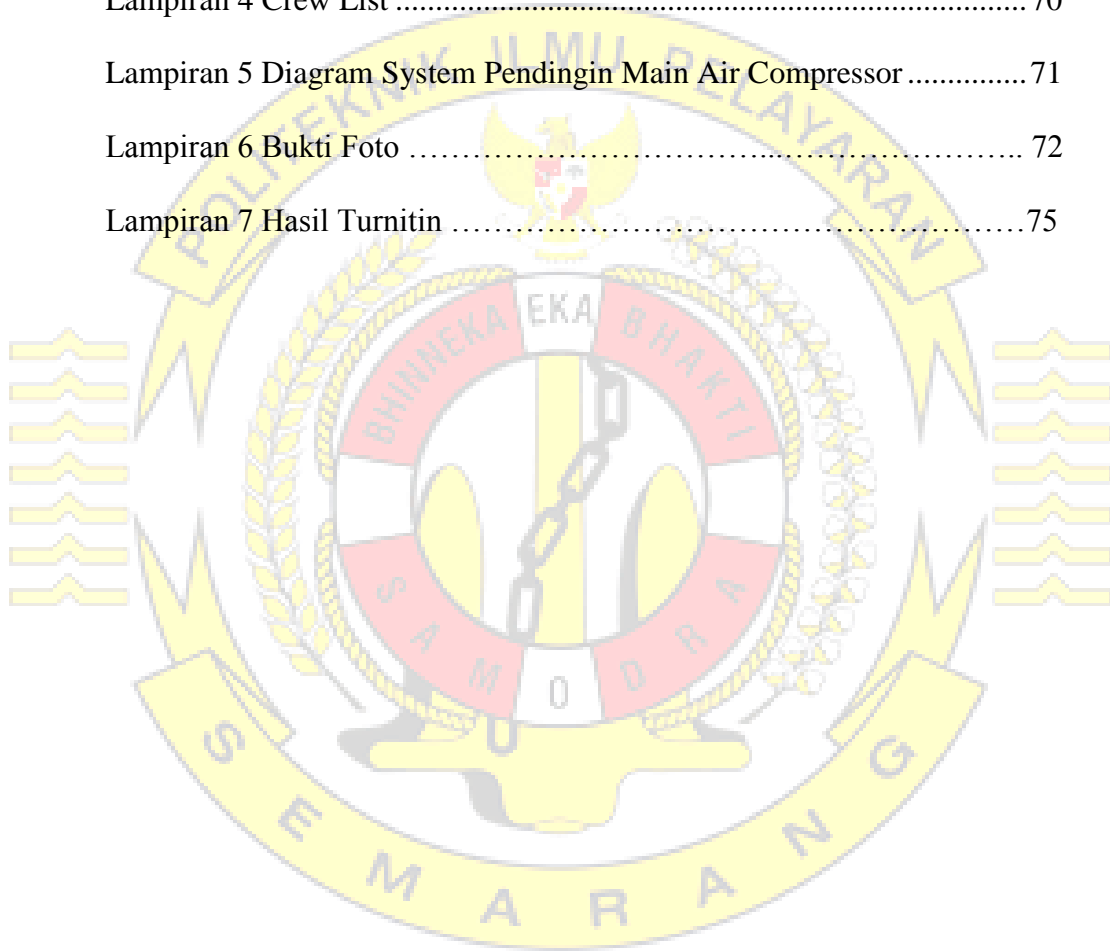 Lampiran 4 Crew List .......................................................................... 70
Lampiran 5 Diagram System Pendingin Main Air Compressor .............. 71
Lampiran 6 Bukti Foto ……………………………...…………………….. 72
Lampiran 7 Hasil Turnitin …………………………………………………75
POLITEKNIK ILMU PELAYARAN
BHINNEKA EKA BHAKTI
SAMODRA
SEMARANG